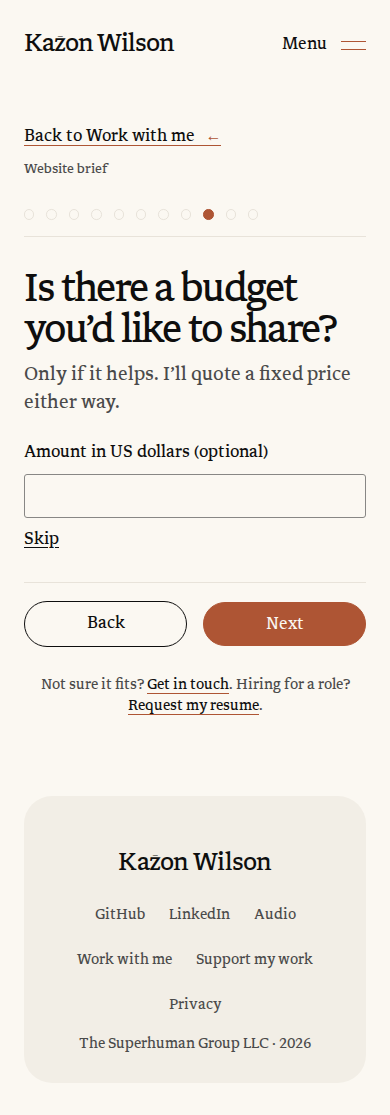 Kažon Wilson
Menu
Back to Work with me ←
Website brief
Is there a budget
you’d like to share?
Only if it helps. I’ll quote a fixed price
either way.
Amount in US dollars (optional)
Skip
Back
Next
Not sure it fits? Get in touch. Hiring for a role?
Request my resume.
Kažon Wilson
GitHub
LinkedIn
Audio
Work with me
Support my work
Privacy
The Superhuman Group LLC · 2026